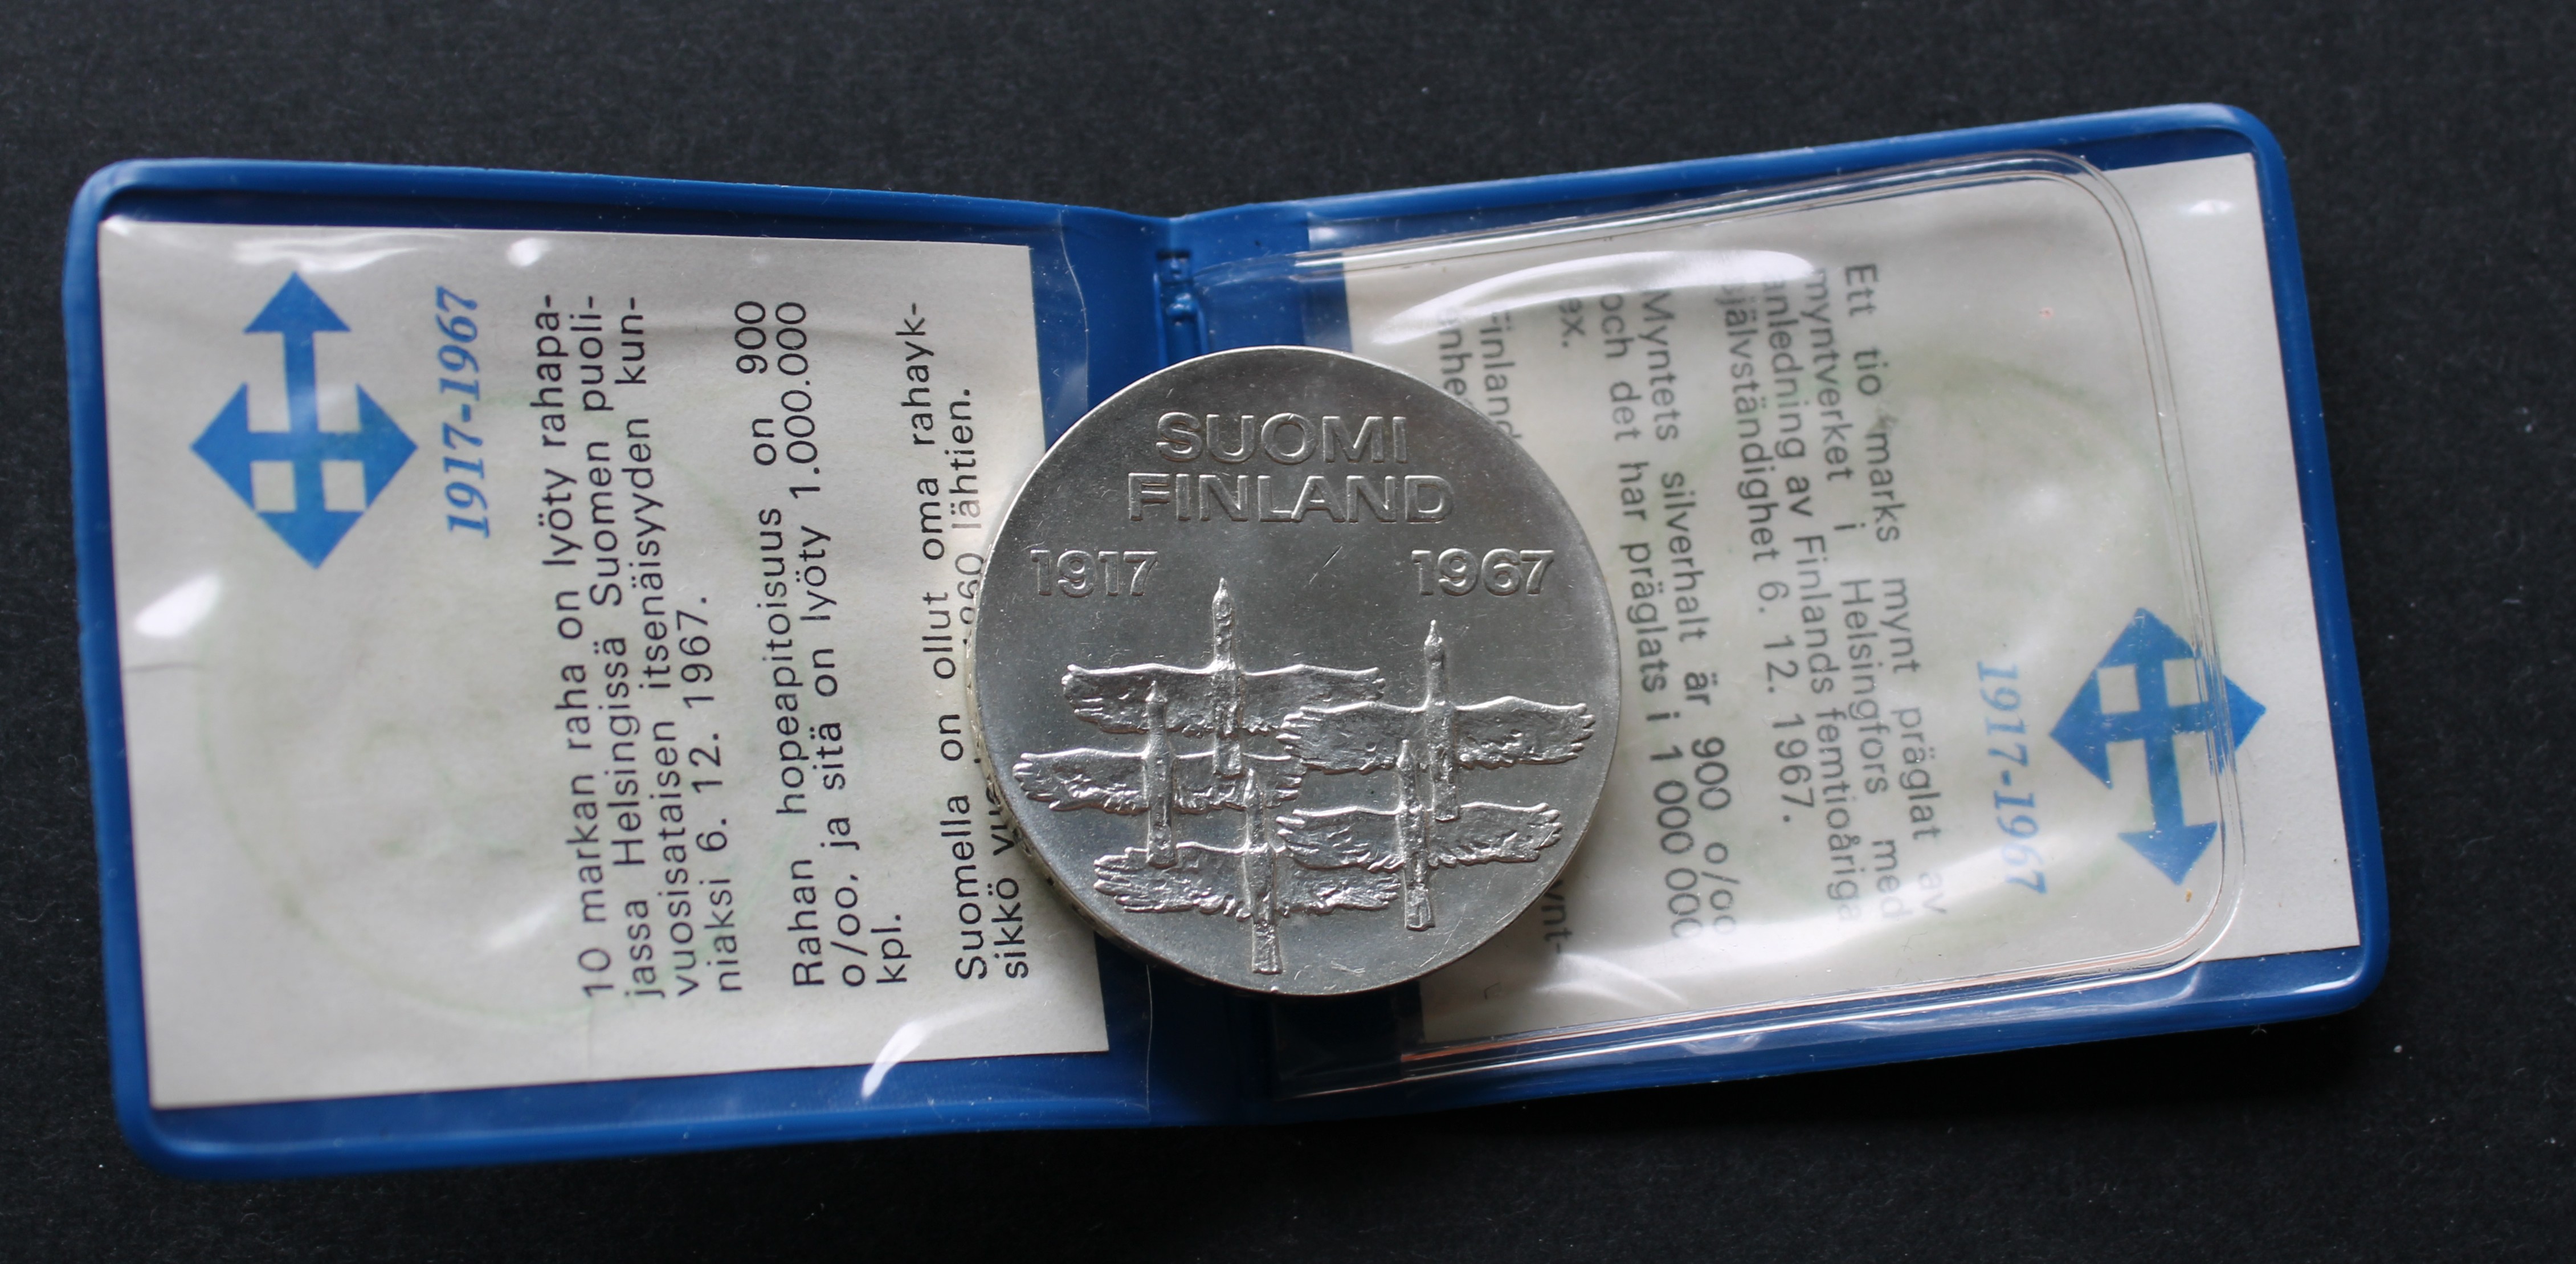 1917-1967
10 markan raha on lyöty rahapa-
jassa Helsingissä Suomen puoli-
vuosisataisen itsenäisyyden kun-
niaksi 6. 12. 1967.
Rahan hopeapitoisuus on 900
o/oo, ja sitä on lyöty 1.000.000
kpl.
Suomella on ollut oma rahayk-
sikkö lähtien.
SUOMI
FINLAND
1917 1967
1917-1967
Ett tio marks mynt präglat av
myntverket i Helsingfors med
anledning av Finlands femtioåriga
självständighet 6. 12. 1967.
Myntets silverhalt är 900 o/oo
och det har präglats i 1 000 000
ex.
Finland